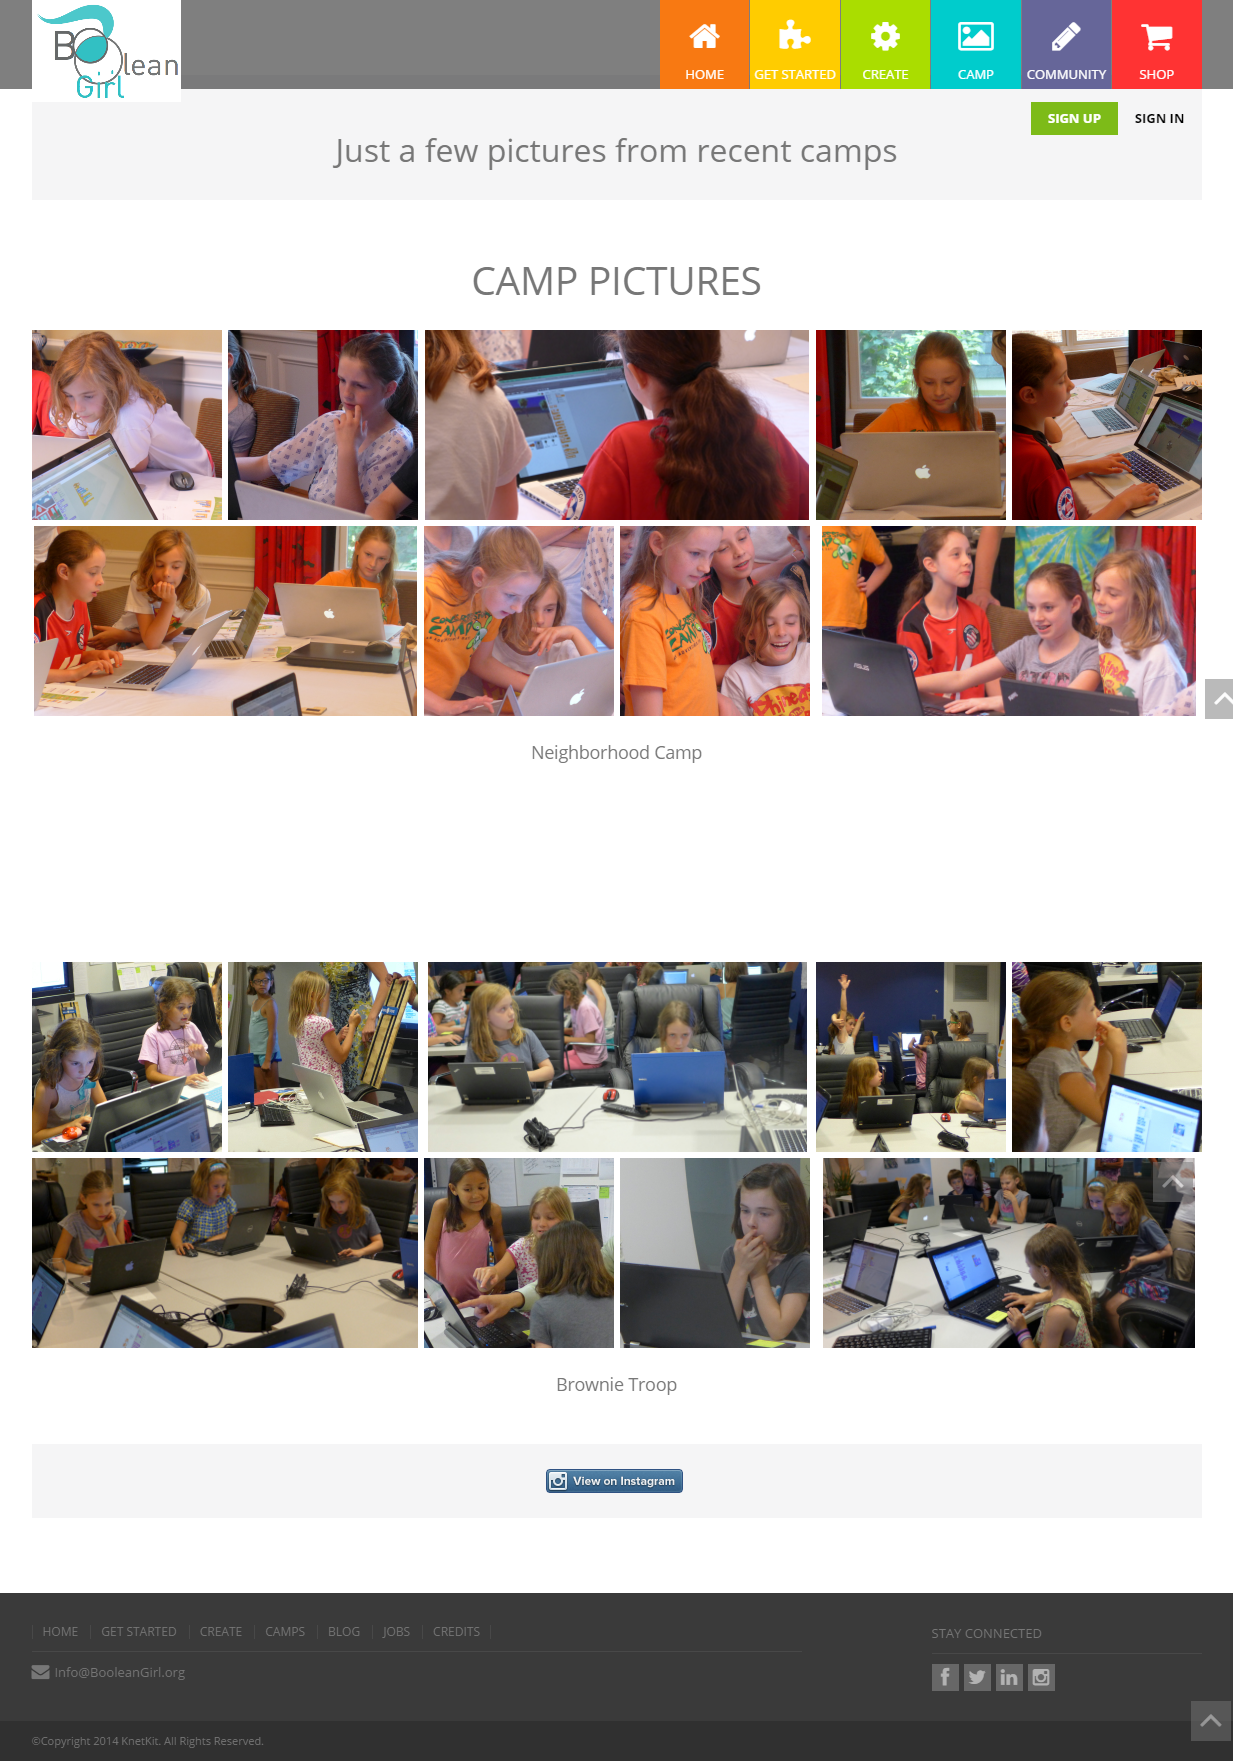 Boolean
Girl
HOME
GET STARTED
CREATE
CAMP
COMMUNITY
SHOP
SIGN UP
SIGN IN
Just a few pictures from recent camps
CAMP PICTURES
Neighborhood Camp
Brownie Troop
View on Instagram
HOME
GET STARTED
CREATE
CAMPS
BLOG
JOBS
CREDITS
STAY CONNECTED
Info@BooleanGirl.org
©Copyright 2014 KnetKit. All Rights Reserved.